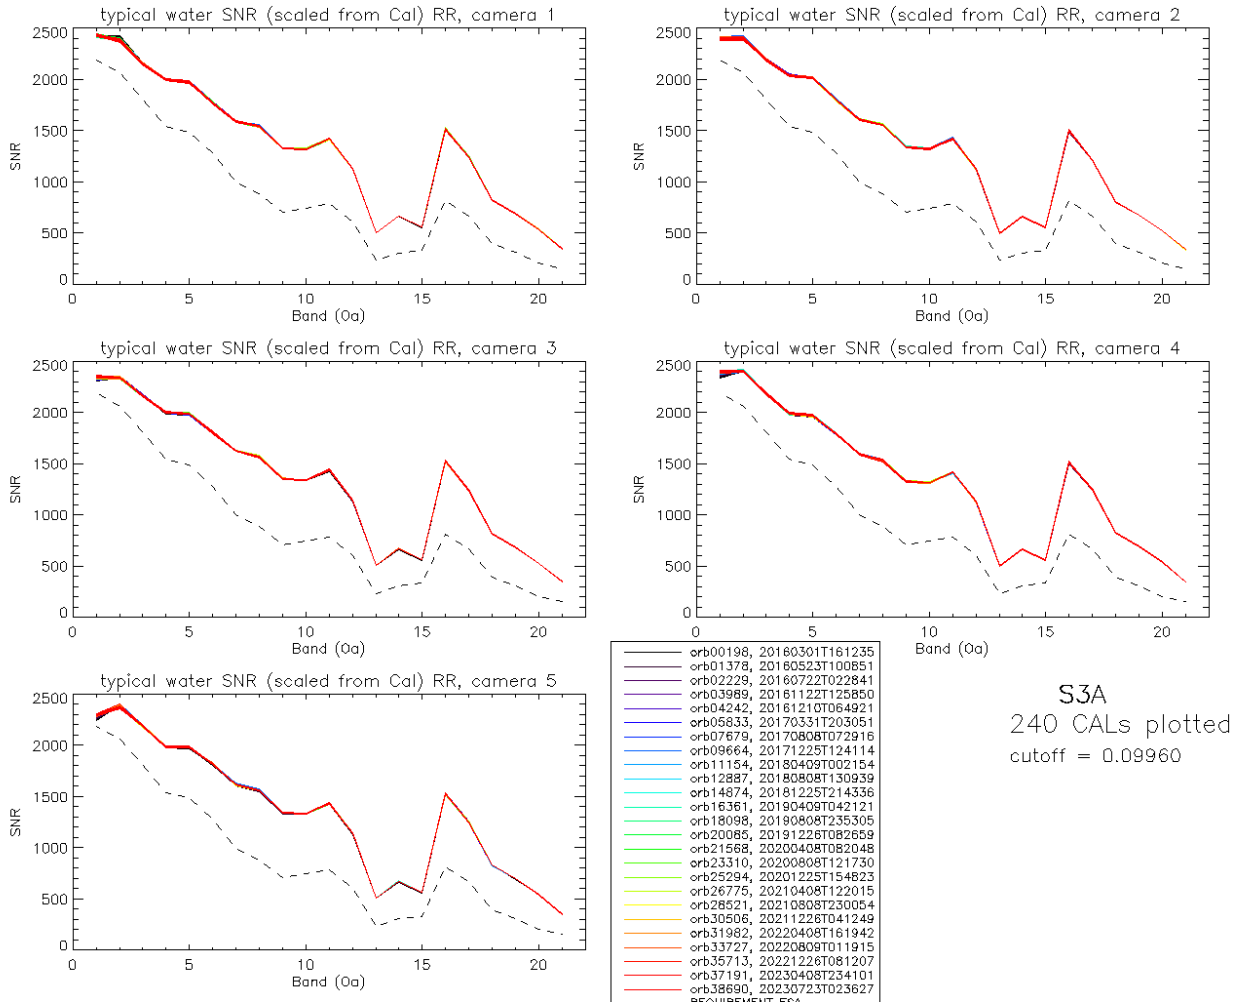 typical water SNR (scaled from Cal) RR, camera 1
2500
2000
1500
1000
500
0
SNR
0 5 10 15 20
Band (Oa)
typical water SNR (scaled from Cal) RR, camera 2
2500
2000
1500
1000
500
0
SNR
0 5 10 15 20
Band (Oa)
typical water SNR (scaled from Cal) RR, camera 3
2500
2000
1500
1000
500
0
SNR
0 5 10 15 20
Band (Oa)
typical water SNR (scaled from Cal) RR, camera 4
2500
2000
1500
1000
500
0
SNR
0 5 10 15 20
Band (Oa)
typical water SNR (scaled from Cal) RR, camera 5
2500
2000
1500
1000
500
0
SNR
0 5 10 15 20
Band (Oa)
orb00198, 20160301T161235
orb01378, 20160523T100851
orb02229, 20160722T022841
orb03989, 20161122T125850
orb04242, 20161210T064921
orb05833, 20170331T203051
orb07679, 20170808T072916
orb09664, 20171225T124114
orb11154, 20180409T002154
orb12887, 20180808T130939
orb14874, 20181225T214336
orb16361, 20190409T042121
orb18098, 20190808T235305
orb20085, 20191226T082659
orb21568, 20200408T082048
orb23310, 20200808T121730
orb25294, 20201225T154823
orb26775, 20210408T122015
orb28521, 20210808T230054
orb30506, 20211226T041249
orb31982, 20220408T161942
orb33727, 20220809T011915
orb35713, 20221226T081207
orb37191, 20230408T234101
orb38690, 20230723T023627
REQUIREMENT ESA
S3A
240 CALs plotted
cutoff = 0.09960